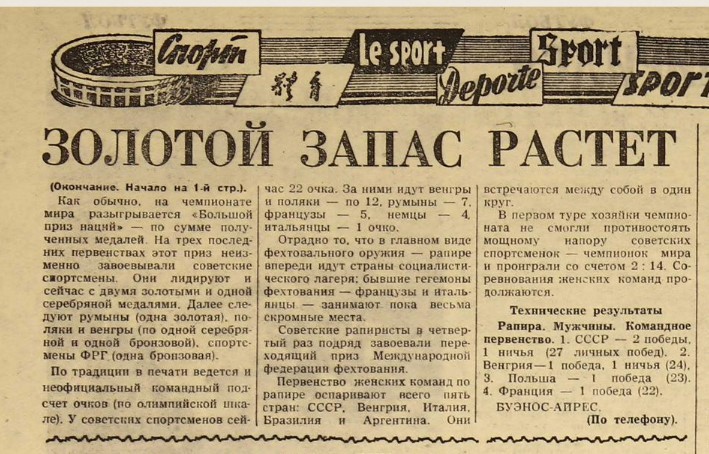 Спорт
Le sport
Deporte
Sport
SPORT
ЗОЛОТОЙ ЗАПАС РАСТЕТ
(Окончание. Начало на 1-й стр.).
Как обычно, на чемпионате
мира разыгрывается «Большой
приз наций» — по сумме полу-
ченных медалей. На трех послед-
них первенствах этот приз неиз-
менно завоевывали советские
спортсмены. Они лидируют и
сейчас с двумя золотыми и одной
серебряной медалями. Далее сле-
дуют румыны (одна золотая), по-
ляки и венгры (по одной серебря-
ной и одной бронзовой), спортс-
мены ФРГ (одна бронзовая).
По традиции в печати ведется и
неофициальный командный под-
счет очков (по олимпийской шка-
ле). У советских спортсменов сей-
час 22 очка. За ними идут венгры
и поляки — по 12, румыны — 7,
французы — 5, немцы — 4,
итальянцы — 1 очко.
Отрадно то, что в главном виде
фехтовального оружия — рапире
впереди идут страны социалисти-
ческого лагеря; бывшие гегемоны
фехтования — французы и италь-
янцы — занимают пока весьма
скромные места.
Советские рапиристы в четвер-
тый раз подряд завоевали пере-
ходящий приз Международной
федерации фехтования.
Первенство женских команд по
рапире оспаривают всего пять
стран: СССР, Венгрия, Италия,
Бразилия и Аргентина. Они
встречаются между собой в один
круг.
В первом туре хозяйки чемпио-
ната не смогли противостоять
мощному напору советских
спортсменок — чемпионок мира
и проиграли со счетом 2 : 14. Со-
ревнования женских команд про-
должаются.
Технические результаты
Рапира. Мужчины. Командное
первенство. 1. СССР — 2 победы,
1 ничья (27 личных побед). 2.
Венгрия—1 победа, 1 ничья (24),
3. Польша — 1 победа (23).
4. Франция — 1 победа (22).
БУЭНОС-АЙРЕС.
(По телефону).